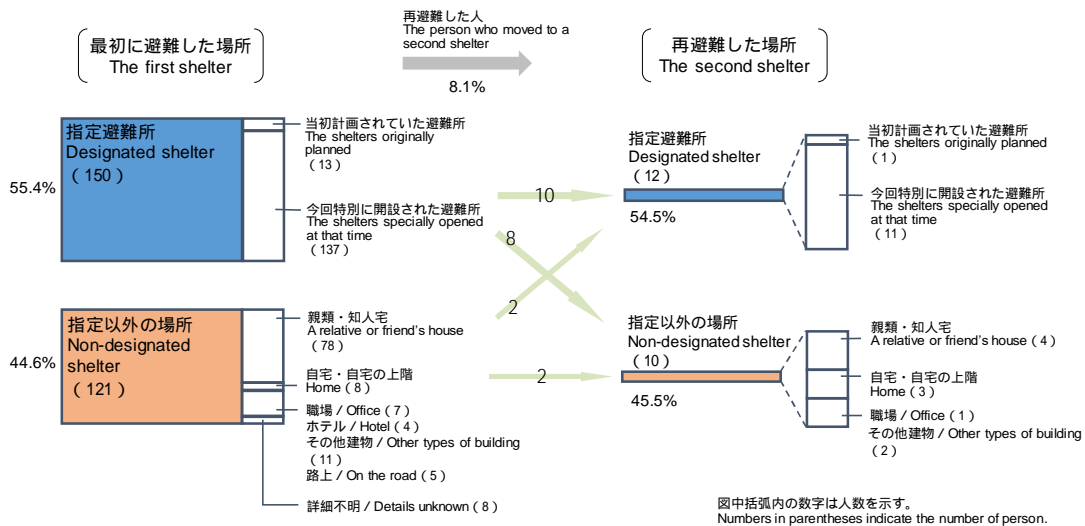 最初に避難した場所
The first shelter
再避難した人
The person who moved to a
second shelter
8.1%
再避難した場所
The second shelter
55.4%
指定避難所
Designated shelter
（150）
当初計画されていた避難所
The shelters originally
planned
（13）
今回特別に開設された避難所
The shelters specially opened
at that time
（137）
44.6%
指定以外の場所
Non-designated
shelter
（121）
親類・知人宅
A relative or friend's house
（78）
自宅・自宅の上階
Home（8）
職場 / Office（7）
ホテル / Hotel（4）
その他建物 / Other types of building
（11）
路上 / On the road（5）
詳細不明 / Details unknown（8）
10
8
2
2
指定避難所
Designated shelter
（12）
54.5%
当初計画されていた避難所
The shelters originally planned
（1）
今回特別に開設された避難所
The shelters specially opened
at that time
（11）
指定以外の場所
Non-designated shelter
（10）
45.5%
親類・知人宅
A relative or friend's house（4）
自宅・自宅の上階
Home（3）
職場 / Office（1）
その他建物 / Other types of building
（2）
図中括弧内の数字は人数を示す。
Numbers in parentheses indicate the number of person.